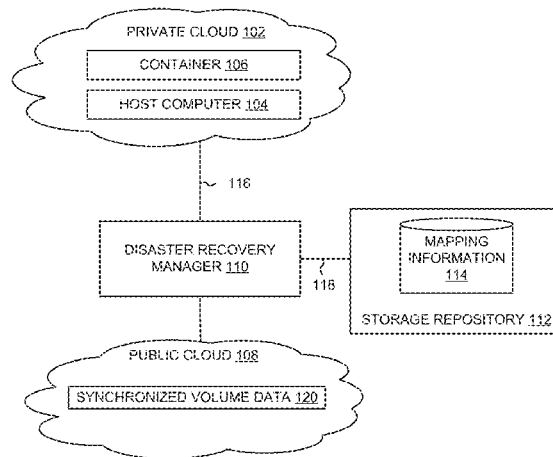 PRIVATE CLOUD 102
CONTAINER 106
HOST COMPUTER 104
116
DISASTER RECOVERY
MANAGER 110
118
MAPPING
INFORMATION
114
STORAGE REPOSITORY 112
PUBLIC CLOUD 108
SYNCHRONIZED VOLUME DATA 120